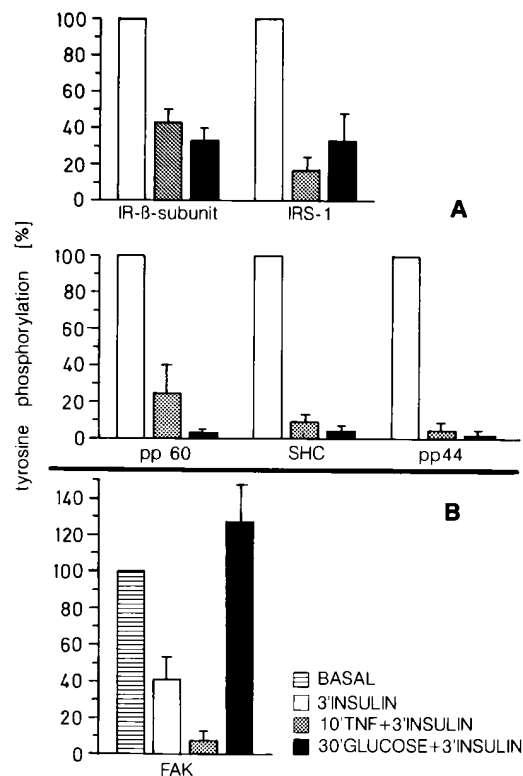 tyrosine phosphorylation [%]
100
80
60
40
20
0
IR-ß-subunit IRS-1
A
100
80
60
40
20
0
pp 60 SHC pp44
B
140
120
100
80
60
40
20
0
FAK
BASAL
3'INSULIN
10'TNF+3'INSULIN
30'GLUCOSE+3'INSULIN